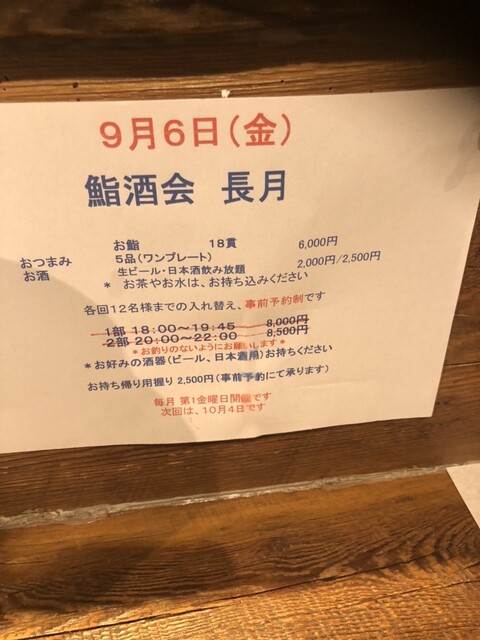 9月6日(金)
鮨酒会 長月
お鮨 18貫 6,000円
おつまみ 5品(ワンプレート)
お酒 生ビール・日本酒飲み放題 2,000円/2,500円
* お茶やお水は、お持ち込みください
各回12名様までの入れ替え、事前予約制です
1部 18:00～19:45 8,000円
2部 20:00～22:00 8,500円
*お釣りのないようにお願いします*
*お好みの酒器(ビール、日本酒用)お持ちください
お持ち帰り用握り 2,500円(事前予約にて承ります)
毎月 第1金曜日開催です
次回は、10月4日です